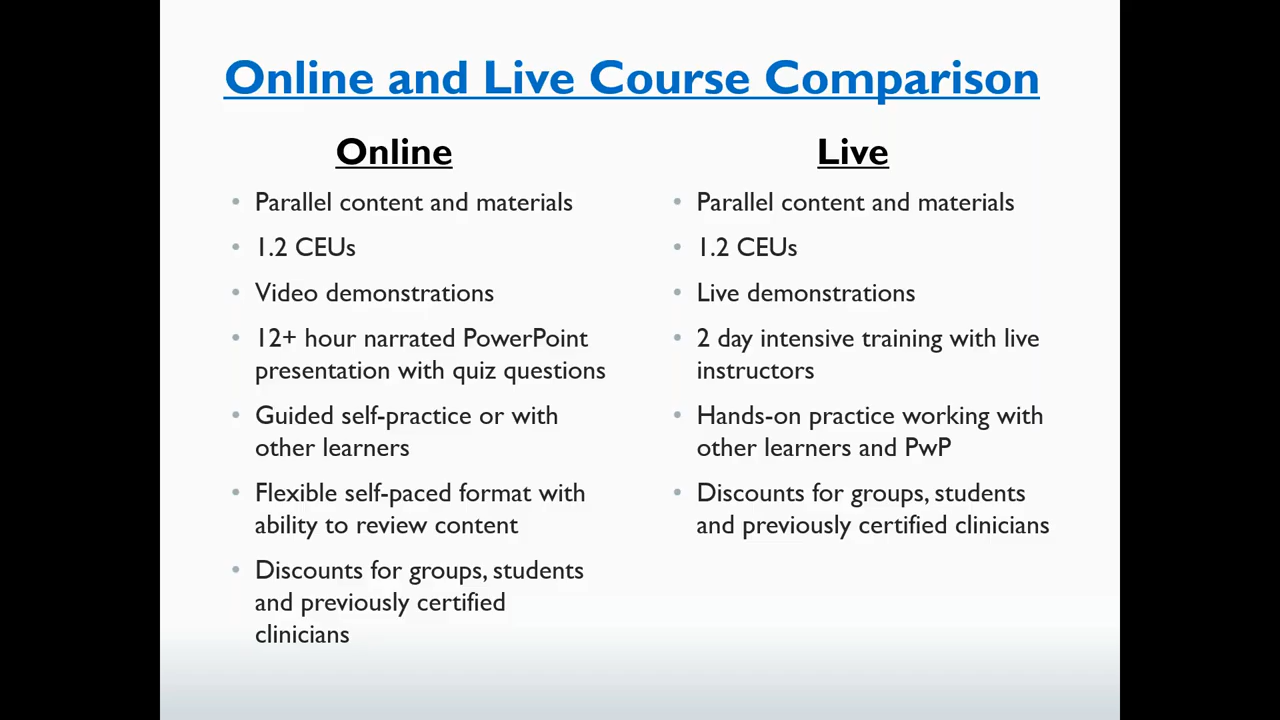 Online and Live Course Comparison
Online
• Parallel content and materials
• 1.2 CEUs
• Video demonstrations
• 12+ hour narrated PowerPoint
presentation with quiz questions
• Guided self-practice or with
other learners
• Flexible self-paced format with
ability to review content
• Discounts for groups, students
and previously certified
clinicians
Live
• Parallel content and materials
• 1.2 CEUs
• Live demonstrations
• 2 day intensive training with live
instructors
• Hands-on practice working with
other learners and PwP
• Discounts for groups, students
and previously certified clinicians